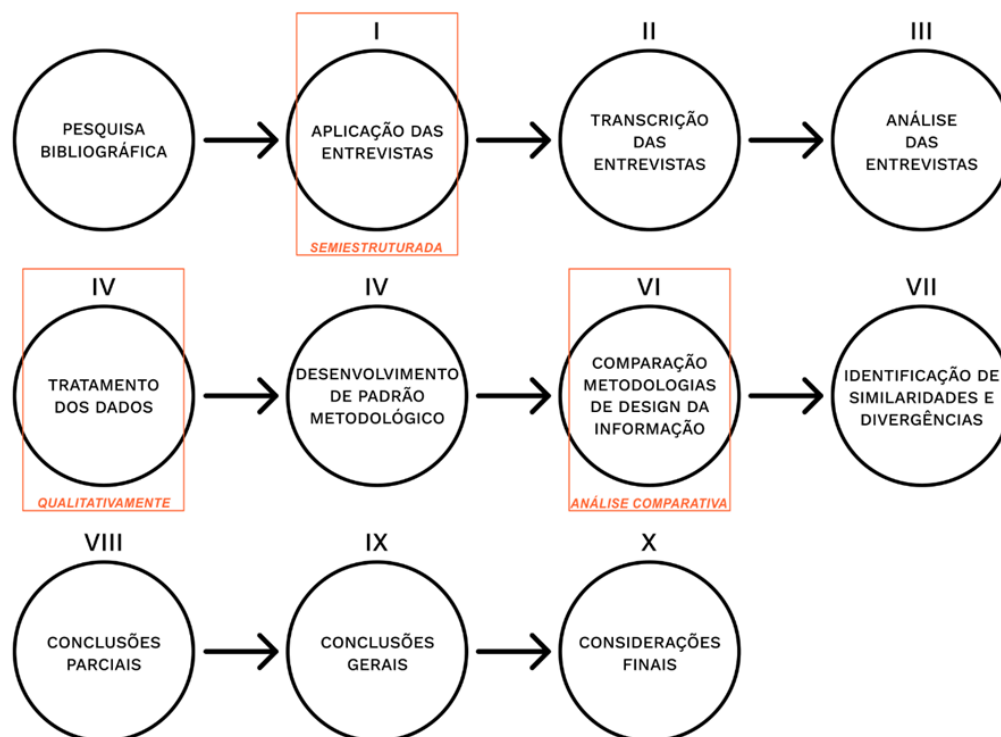 I
II
III
PESQUISA
BIBLIOGRÁFICA
APLICAÇÃO DAS
ENTREVISTAS
TRANSCRIÇÃO
DAS
ENTREVISTAS
ANÁLISE
DAS
ENTREVISTAS
SEMIESTRUTURADA
IV
IV
VI
VII
TRATAMENTO
DOS DADOS
DESENVOLVIMENTO
DE PADRÃO
METODOLÓGICO
COMPARAÇÃO
METODOLOGIAS
DE DESIGN DA
INFORMAÇÃO
IDENTIFICAÇÃO DE
SIMILARIDADES E
DIVERGÊNCIAS
QUALITATIVAMENTE
ANÁLISE COMPARATIVA
VIII
IX
X
CONCLUSÕES
PARCIAIS
CONCLUSÕES
GERAIS
CONSIDERAÇÕES
FINAIS